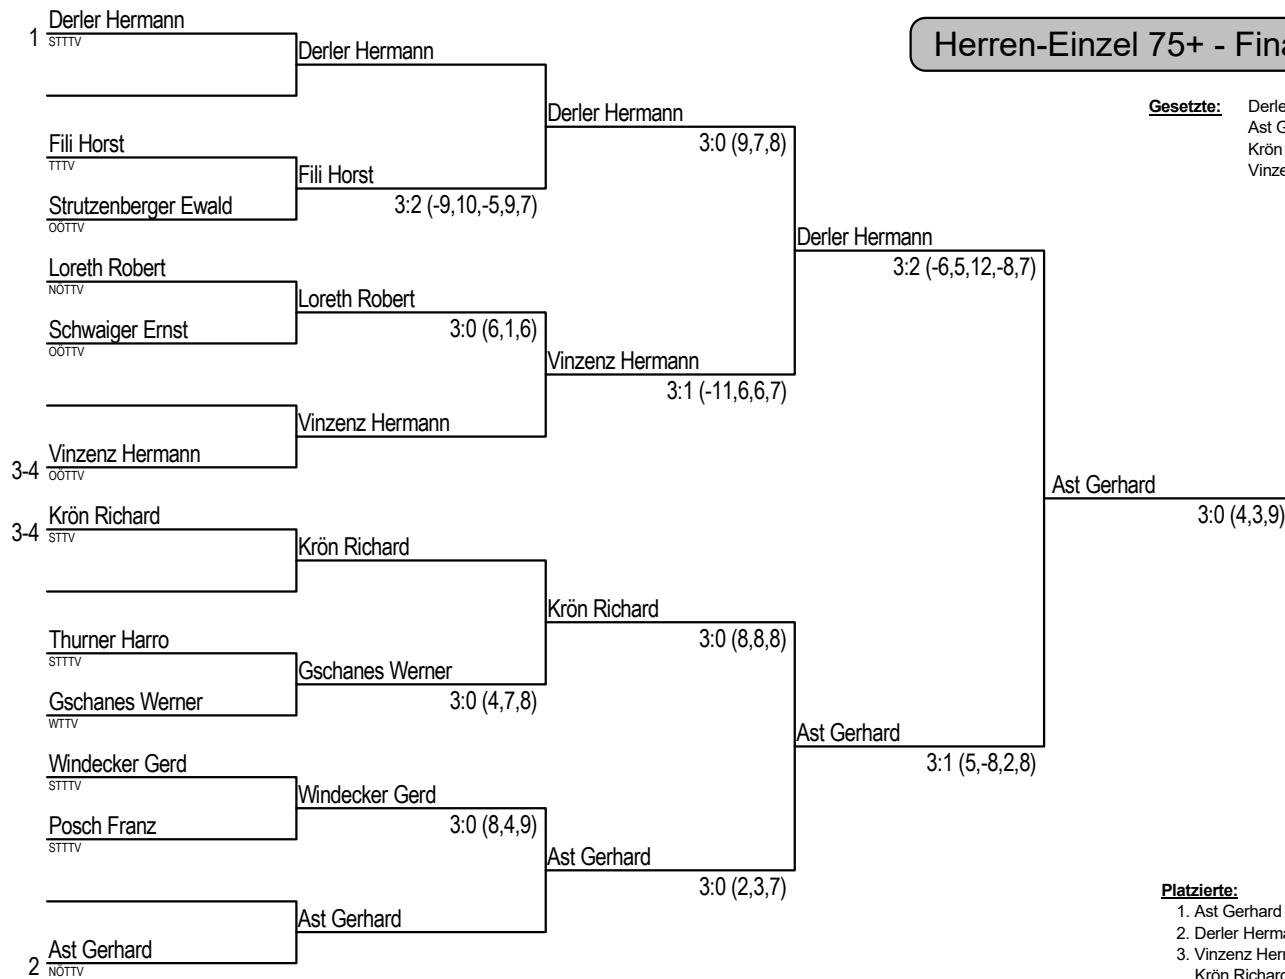 Herren-Einzel 75+ - Fina
Gesetzte: Derle
Ast G
Krön
Vinze
1 Derler Hermann
STTTV
Fili Horst
TTTV
Strutzenberger Ewald
OÖTTV
Loreth Robert
NÖTTV
Schwaiger Ernst
OÖTTV
3-4 Vinzenz Hermann
OÖTTV
3-4 Krön Richard
STTV
Thurner Harro
STTTV
Gschanes Werner
WTTV
Windecker Gerd
STTTV
Posch Franz
STTTV
2 Ast Gerhard
NÖTTV
Derler Hermann
Fili Horst
3:2 (-9,10,-5,9,7)
Loreth Robert
3:0 (6,1,6)
Vinzenz Hermann
Krön Richard
Gschanes Werner
3:0 (4,7,8)
Windecker Gerd
3:0 (8,4,9)
Ast Gerhard
Derler Hermann
3:0 (9,7,8)
Vinzenz Hermann
3:1 (-11,6,6,7)
Krön Richard
3:0 (8,8,8)
Ast Gerhard
3:0 (2,3,7)
Derler Hermann
3:2 (-6,5,12,-8,7)
Ast Gerhard
3:1 (5,-8,2,8)
Ast Gerhard
3:0 (4,3,9)
Platzierte:
1. Ast Gerhard
2. Derler Herma
3. Vinzenz Herr
Krön Richard